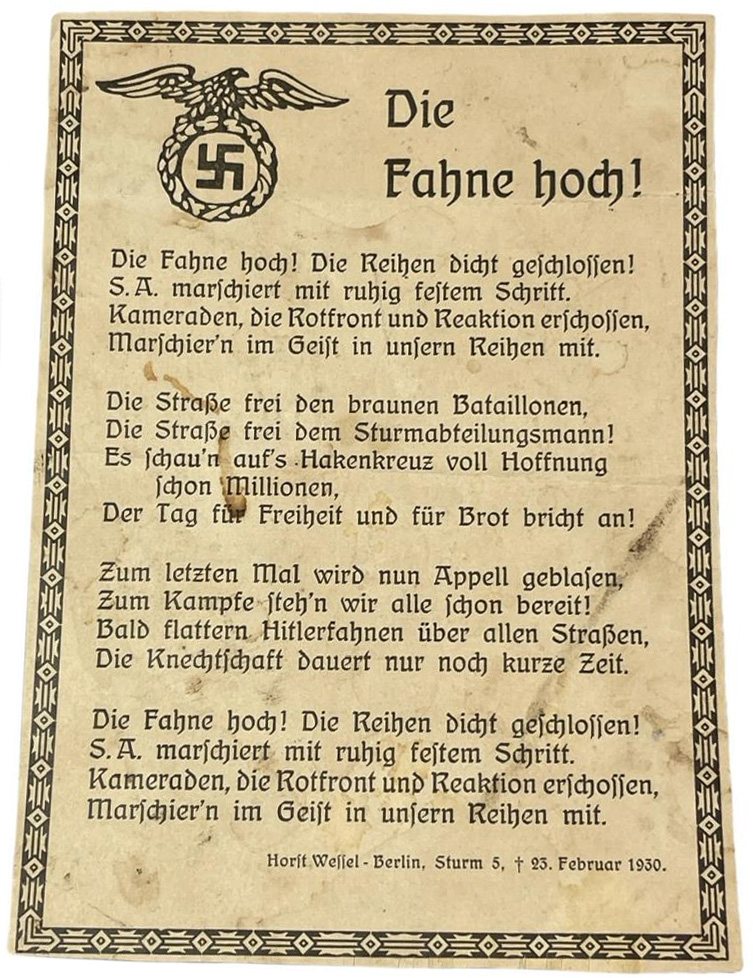 Die
Fahne hoch!
Die Fahne hoch! Die Reihen dicht geschlossen!
S. A. marschiert mit ruhig festem Schritt.
Kameraden, die Rotfront und Reaktion erschossen,
Marschier'n im Geist in unsern Reihen mit.
Die Straße frei den braunen Bataillonen,
Die Straße frei dem Sturmabteilungsmann!
Es schau'n auf's Hakenkreuz voll Hoffnung
schon Millionen,
Der Tag für Freiheit und für Brot bricht an!
Zum letzten Mal wird nun Appell geblasen,
Zum Kampfe steh'n wir alle schon bereit!
Bald flattern Hitlerfahnen über allen Straßen,
Die Knechtschaft dauert nur noch kurze Zeit.
Die Fahne hoch! Die Reihen dicht geschlossen!
S. A. marschiert mit ruhig festem Schritt.
Kameraden, die Rotfront und Reaktion erschossen,
Marschier'n im Geist in unsern Reihen mit.
Horst Wessel - Berlin, Sturm 5, † 23. Februar 1930.